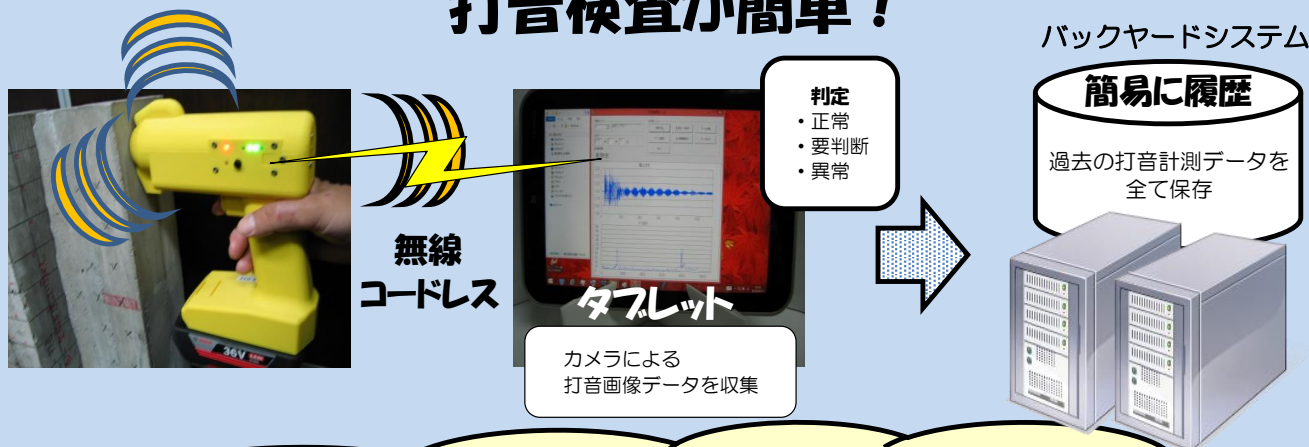 打音検査が簡単！
バックヤードシステム
簡易に履歴
過去の打音計測データを
全て保存
判定
・正常
・要判断
・異常
無線
コードレス
タブレット
カメラによる
打音画像データを収集
36V